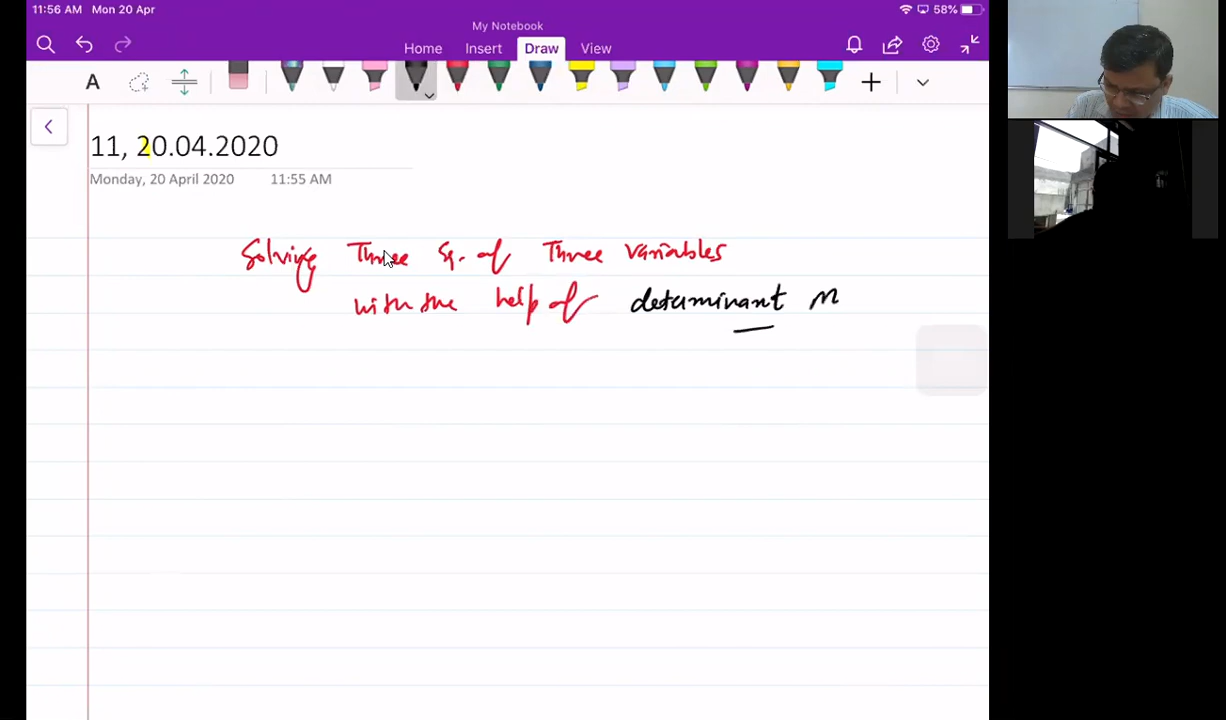 11:56 AM Mon 20 Apr
58%
My Notebook
Home Insert Draw View
A
11, 20.04.2020
Monday, 20 April 2020 11:55 AM
Solving Three Eq. of Three variables
with the help of determinant M